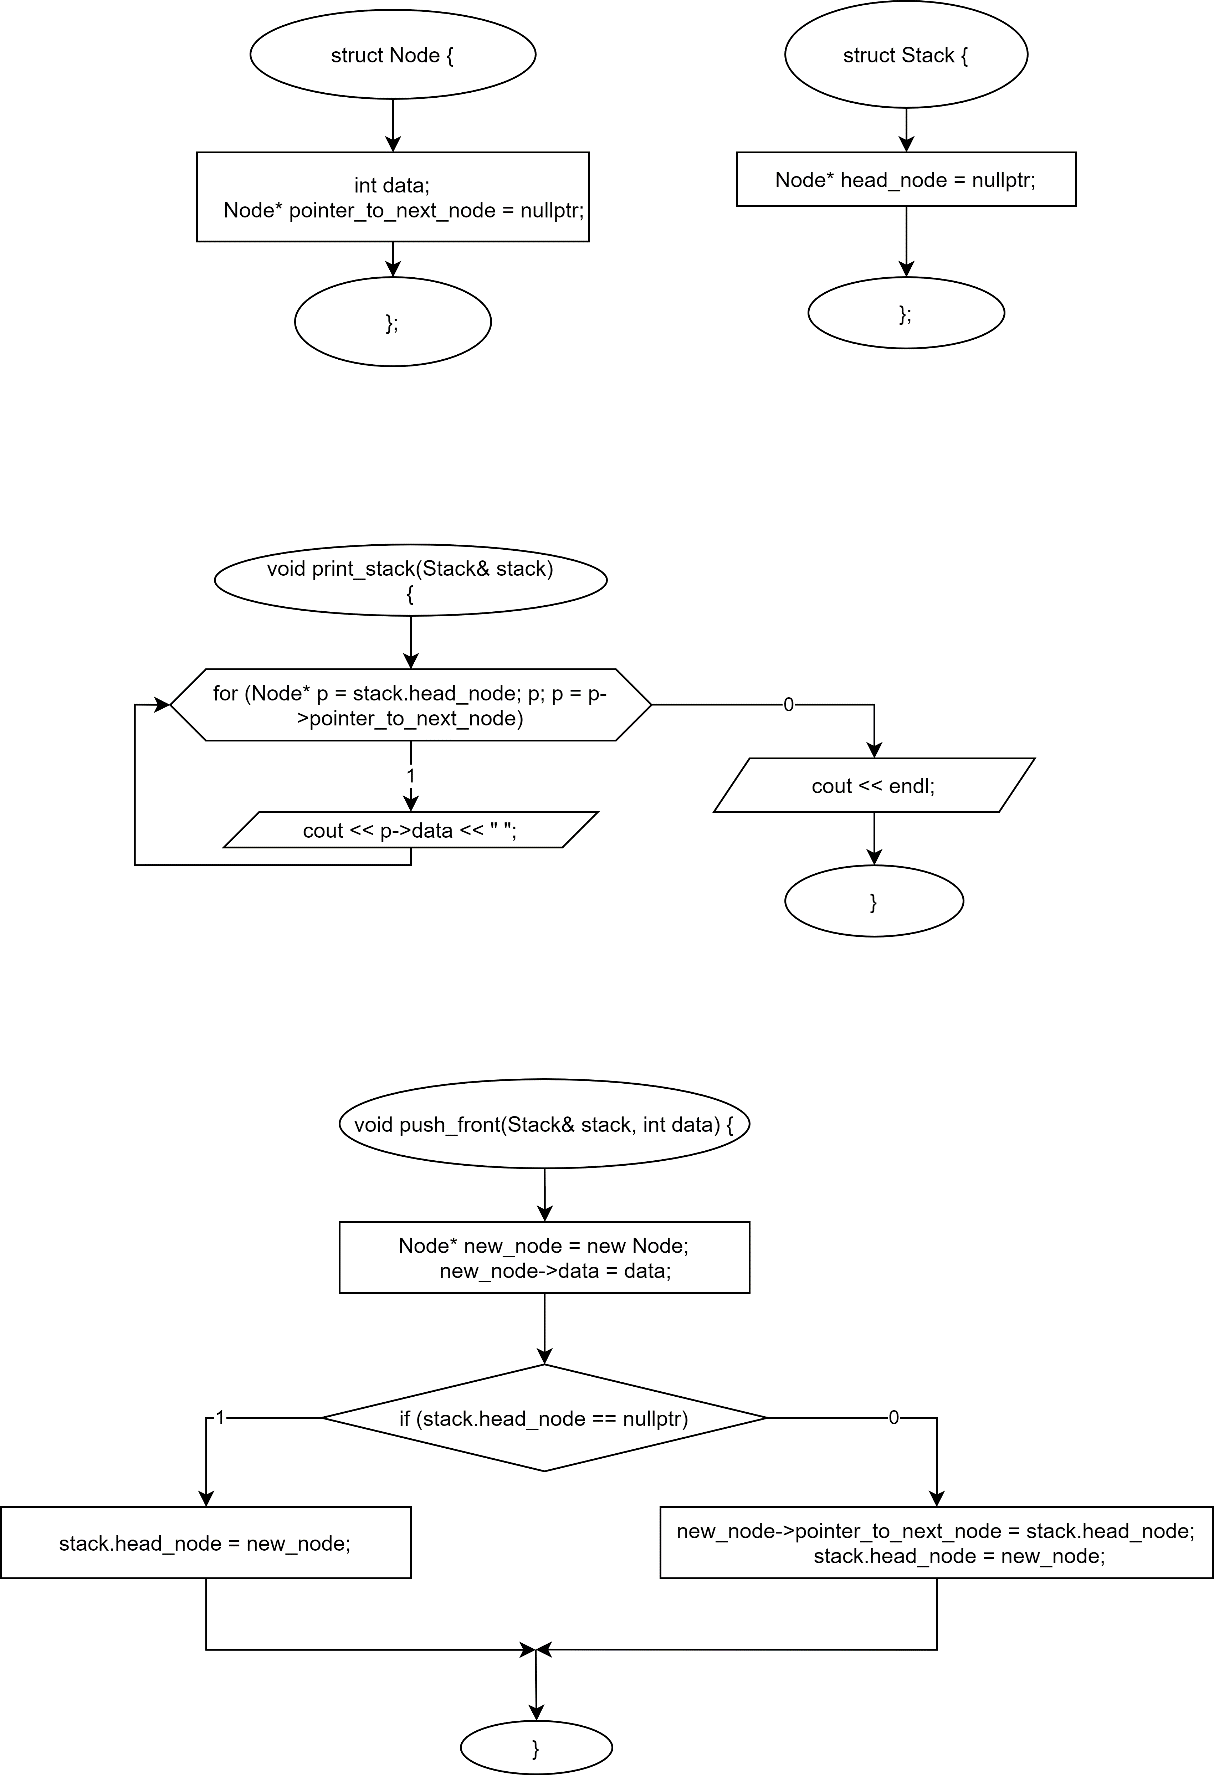 struct Node {
struct Stack {
int data;
Node* pointer_to_next_node = nullptr;
Node* head_node = nullptr;
};
};
void print_stack(Stack& stack)
{
for (Node* p = stack.head_node; p; p = p-
>pointer_to_next_node)
0
1
cout << endl;
cout << p->data << " ";
}
void push_front(Stack& stack, int data) {
Node* new_node = new Node;
new_node->data = data;
if (stack.head_node == nullptr)
1
0
stack.head_node = new_node;
new_node->pointer_to_next_node = stack.head_node;
stack.head_node = new_node;
}